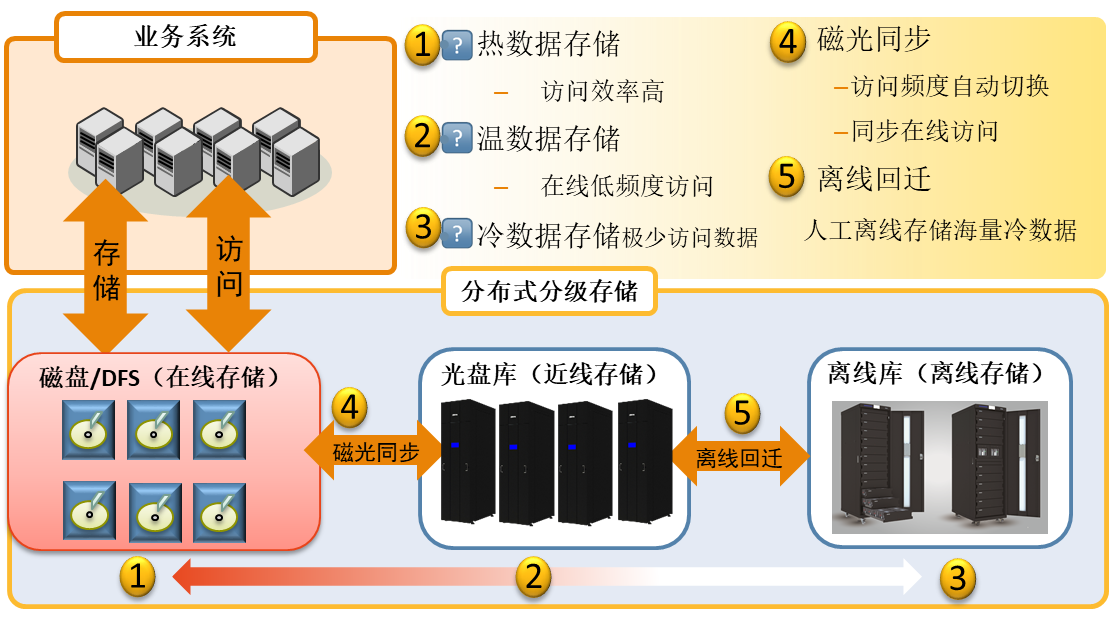 业务系统
存储
访问
1 ? 热数据存储
– 访问效率高
2 ? 温数据存储
– 在线低频度访问
3 ? 冷数据存储极少访问数据
4 磁光同步
–访问频度自动切换
–同步在线访问
5 离线回迁
人工离线存储海量冷数据
分布式分级存储
磁盘/DFS（在线存储）
4
磁光同步
光盘库（近线存储）
5
离线回迁
离线库（离线存储）
1
2
3